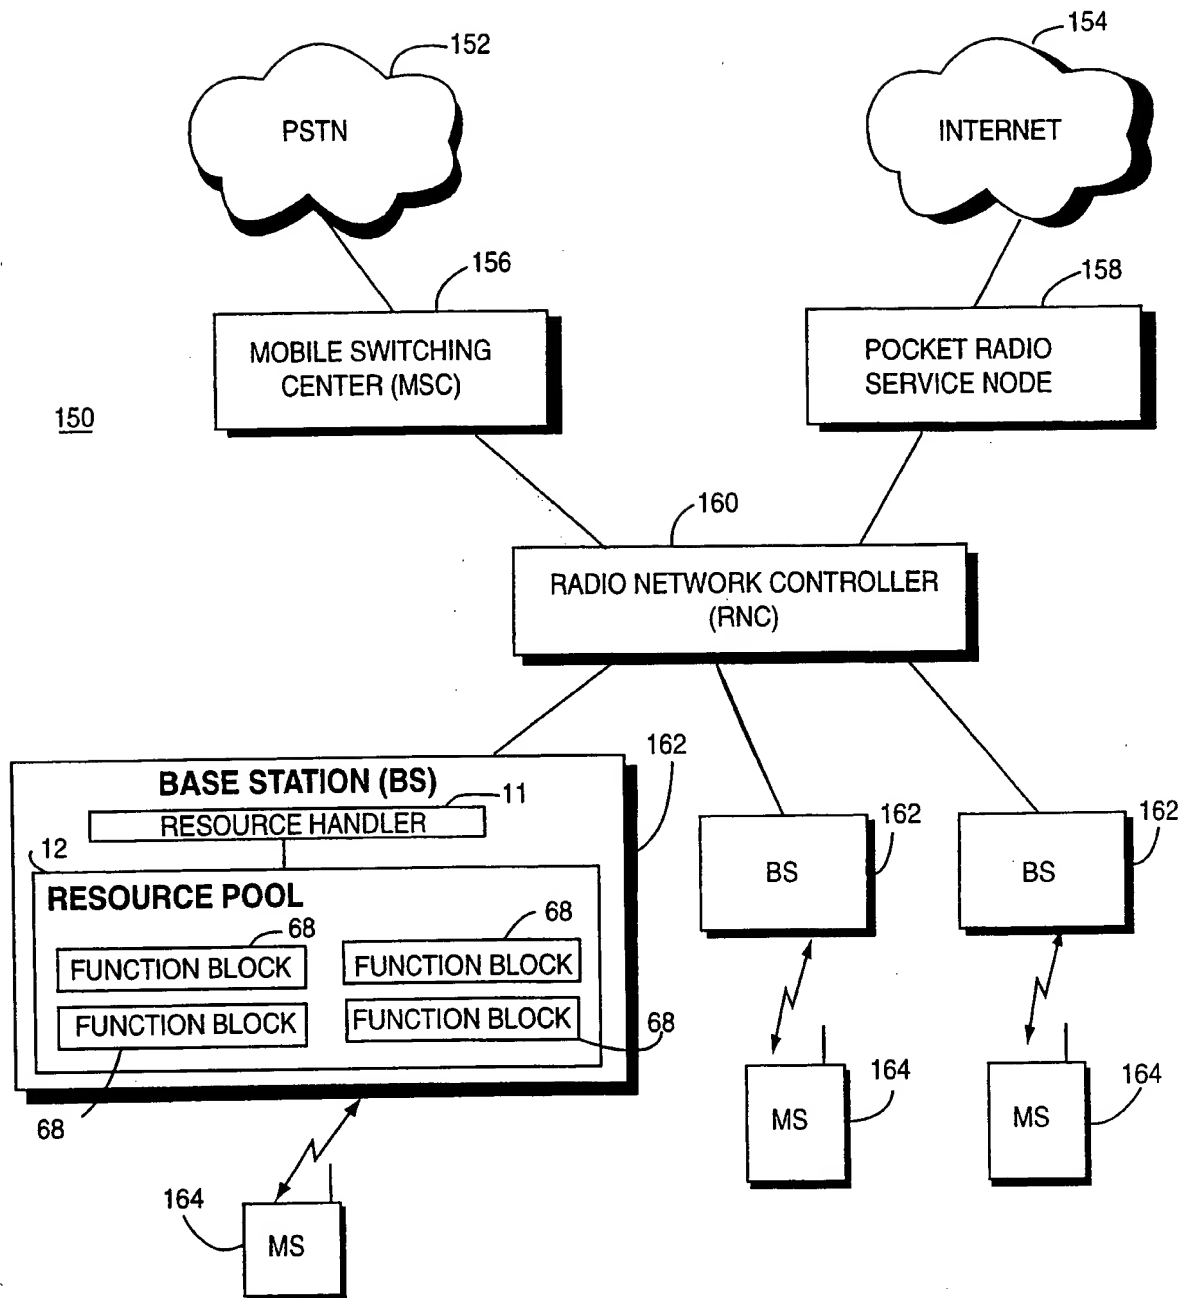 152
154
PSTN
INTERNET
156
158
MOBILE SWITCHING
CENTER (MSC)
POCKET RADIO
SERVICE NODE
150
160
RADIO NETWORK CONTROLLER
(RNC)
162
BASE STATION (BS)
11
RESOURCE HANDLER
12
RESOURCE POOL
68
68
FUNCTION BLOCK
FUNCTION BLOCK
FUNCTION BLOCK
FUNCTION BLOCK
68
68
162
BS
162
BS
164
MS
164
MS
164
MS